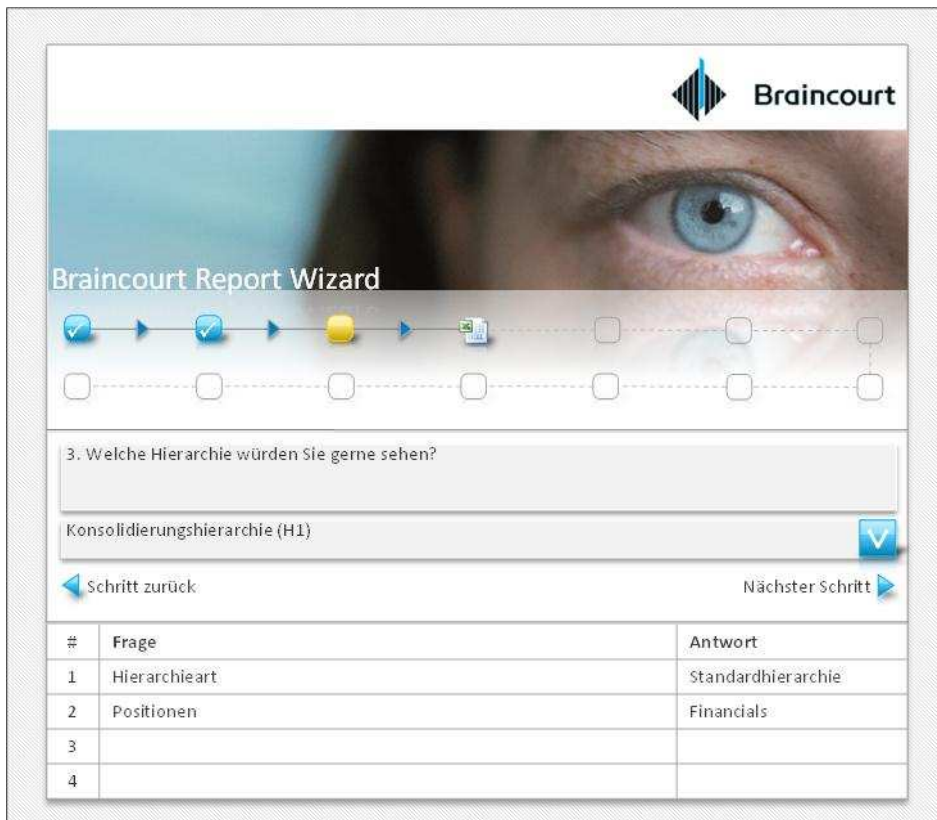 Braincourt
Braincourt Report Wizard
3. Welche Hierarchie würden Sie gerne sehen?
Konsolidierungshierarchie (H1)
Schritt zurück
Nächster Schritt
# Frage Antwort
1 Hierarchieart Standardhierarchie
2 Positionen Financials
3
4